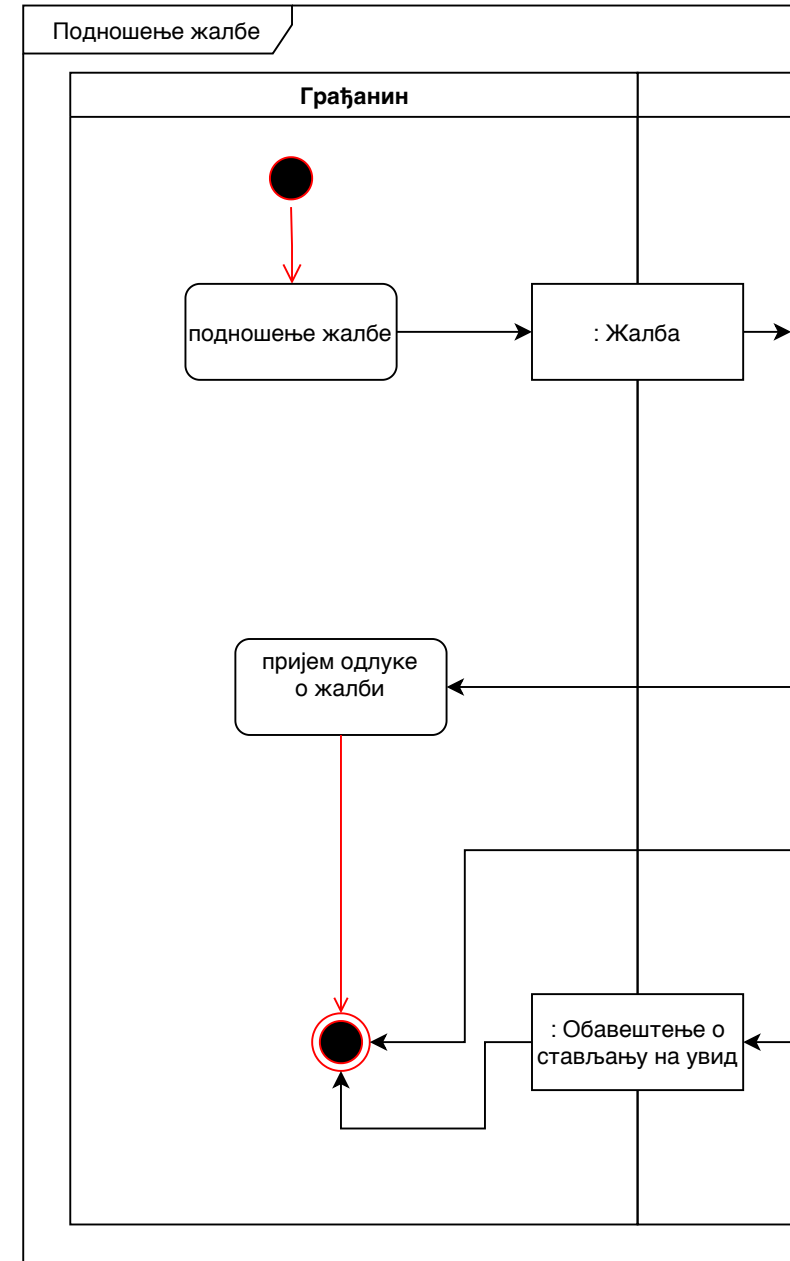 Подношење жалбе
Грађанин
подношење жалбе
: Жалба
пријем одлуке
о жалби
: Обавештење о
стављању на увид